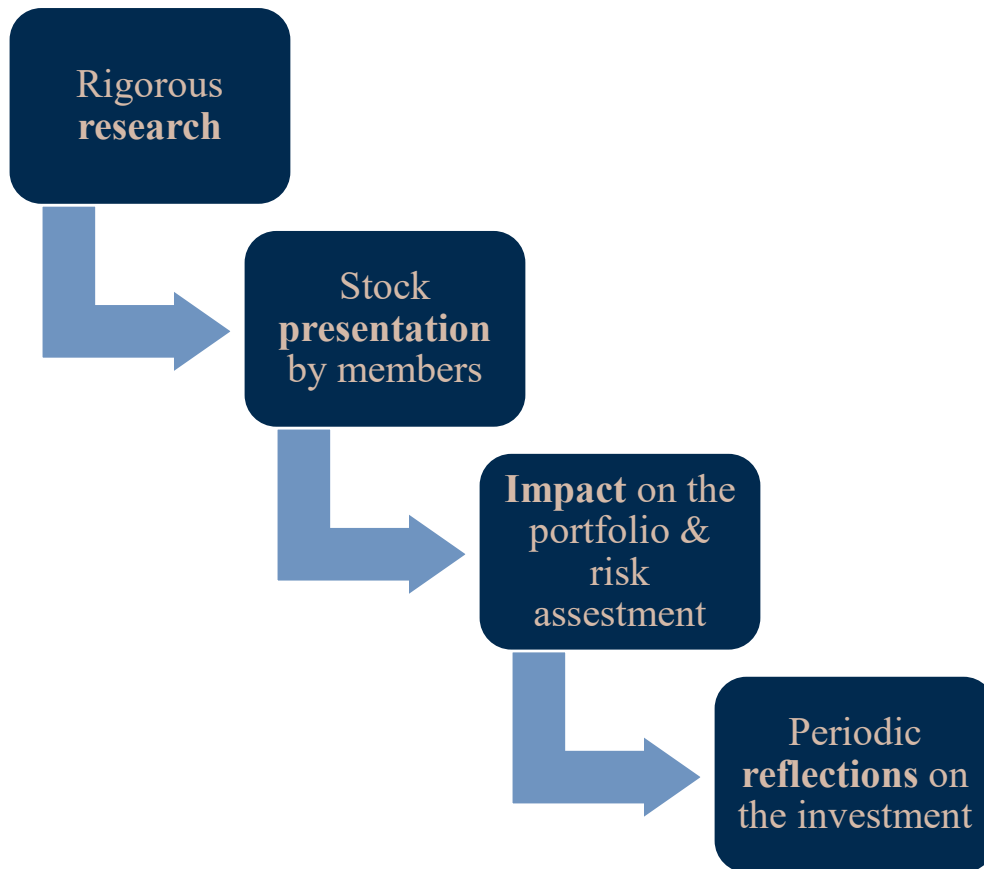 Rigorous
research
Stock
presentation
by members
Impact on the
portfolio &
risk
assestment
Periodic
reflections on
the investment